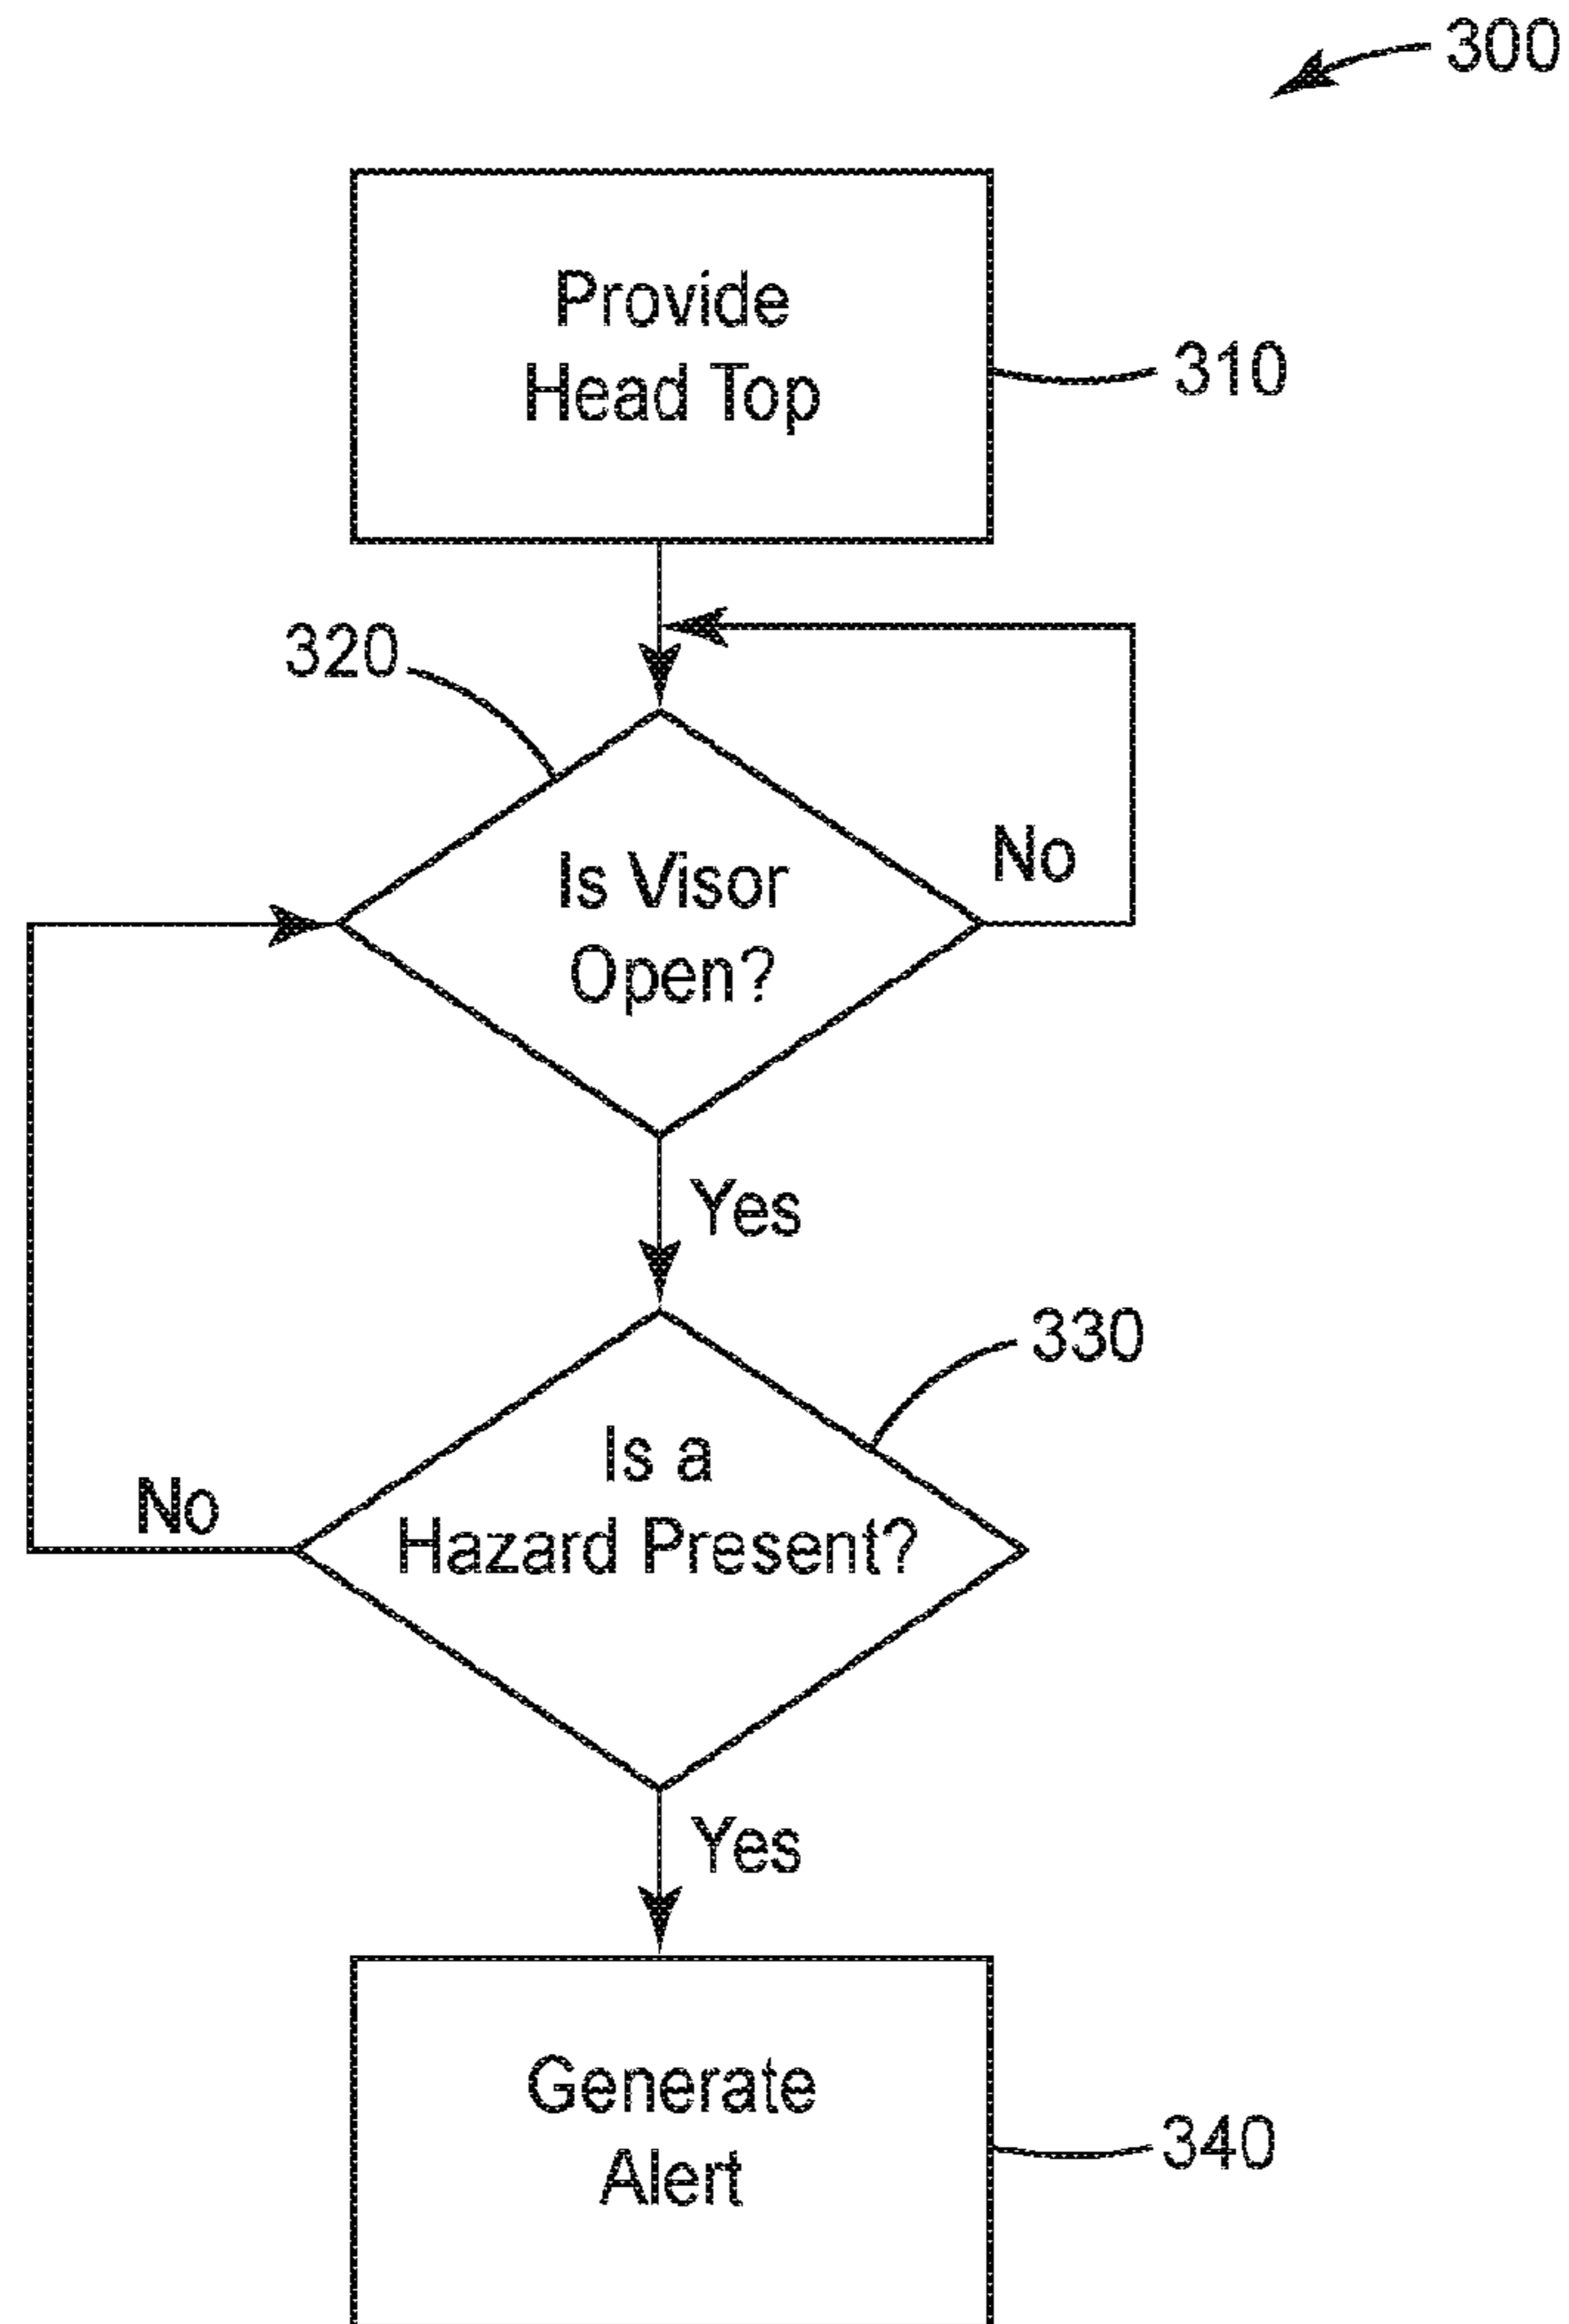 300
Provide
Head Top
310
320
Is Visor
Open?
No
Yes
330
Is a
Hazard Present?
No
Yes
Generate
Alert
340